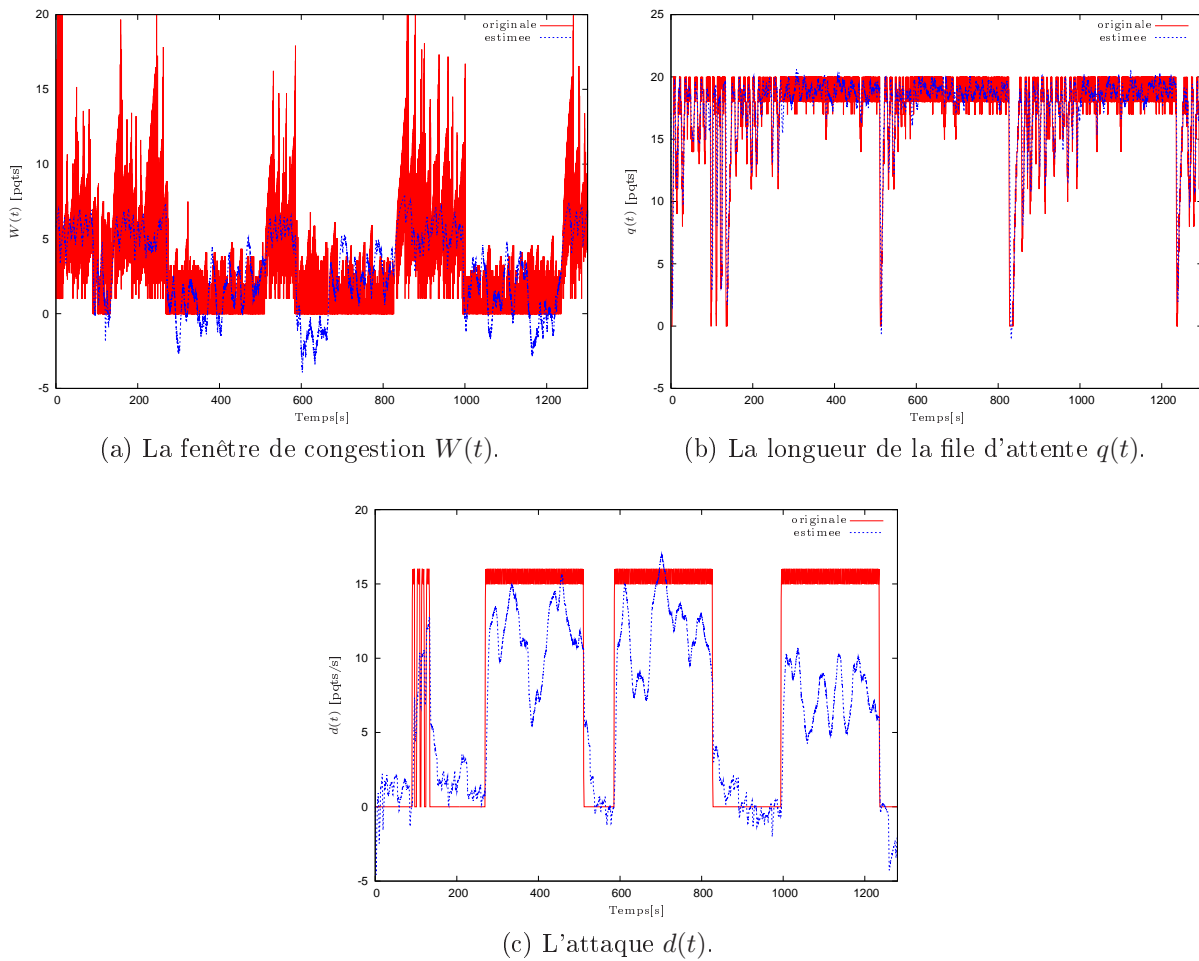 20
15
10
5
0
-5
W(t) [pqts]
originale
estimee
0 200 400 600 800 1000 1200
Temps[s]
(a) La fenêtre de congestion W(t).
25
20
15
10
5
0
-5
q(t) [pqts]
originale
estimee
0 200 400 600 800 1000 1200
Temps[s]
(b) La longueur de la file d'attente q(t).
20
15
10
5
0
-5
d(t) [pqts/s]
originale
estimee
0 200 400 600 800 1000 1200
Temps[s]
(c) L'attaque d(t).